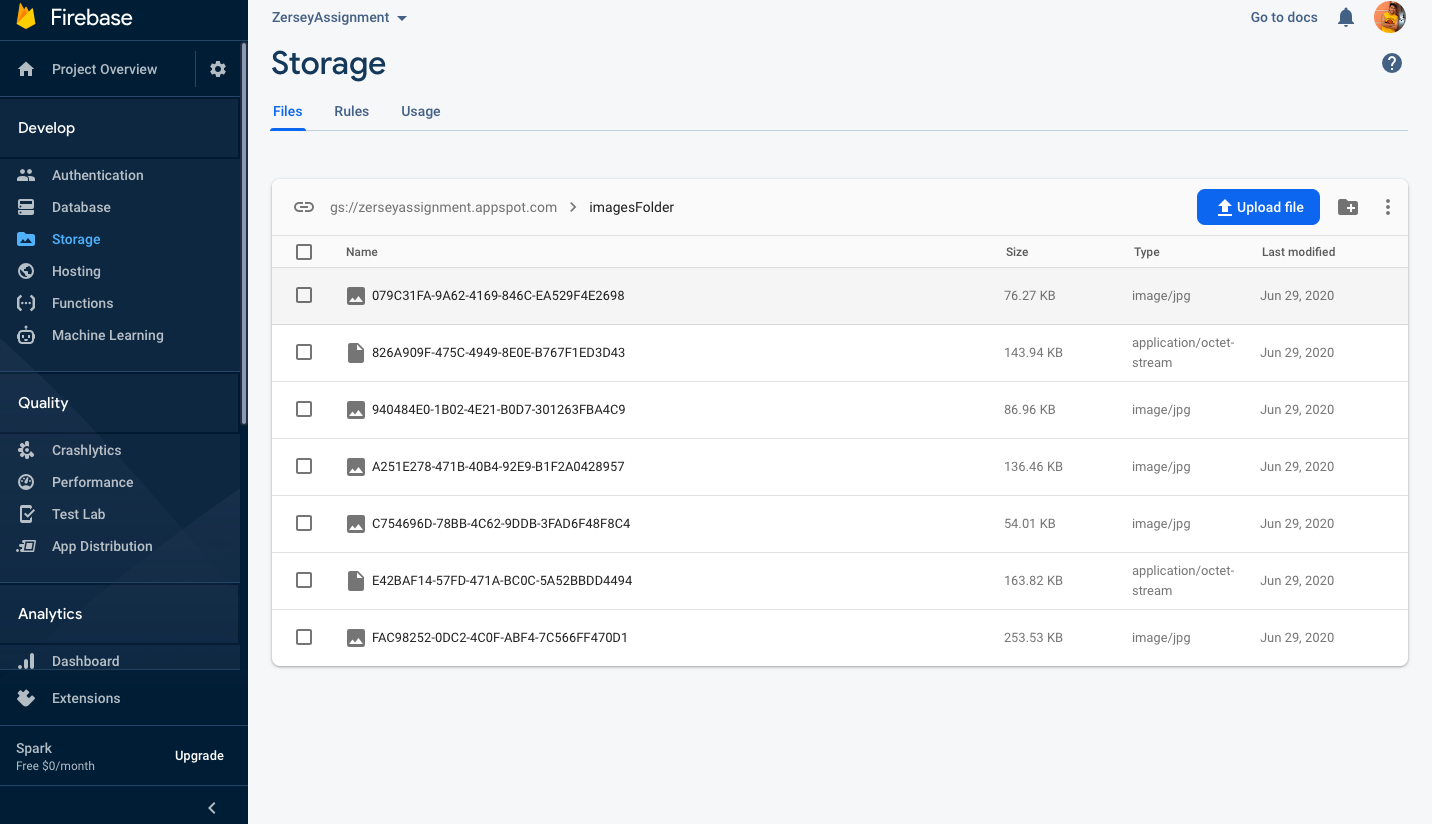 Firebase
Project Overview
Develop
Authentication
Database
Storage
Hosting
Functions
Machine Learning
Quality
Crashlytics
Performance
Test Lab
App Distribution
Analytics
Dashboard
Extensions
Spark
Free $0/month
Upgrade
ZerseyAssignment
Go to docs
Storage
Files Rules Usage
gs://zerseyassignment.appspot.com > imagesFolder
Upload file
Name Size Type Last modified
079C31FA-9A62-4169-846C-EA529F4E2698 76.27 KB image/jpg Jun 29, 2020
826A909F-475C-4949-8E0E-B767F1ED3D43 143.94 KB application/octet-
stream Jun 29, 2020
940484E0-1B02-4E21-B0D7-301263FBA4C9 86.96 KB image/jpg Jun 29, 2020
A251E278-471B-40B4-92E9-B1F2A0428957 136.46 KB image/jpg Jun 29, 2020
C754696D-78BB-4C62-9DDB-3FAD6F48F8C4 54.01 KB image/jpg Jun 29, 2020
E42BAF14-57FD-471A-BC0C-5A52BBDD4494 163.82 KB application/octet-
stream Jun 29, 2020
FAC98252-0DC2-4C0F-ABF4-7C566FF470D1 253.53 KB image/jpg Jun 29, 2020